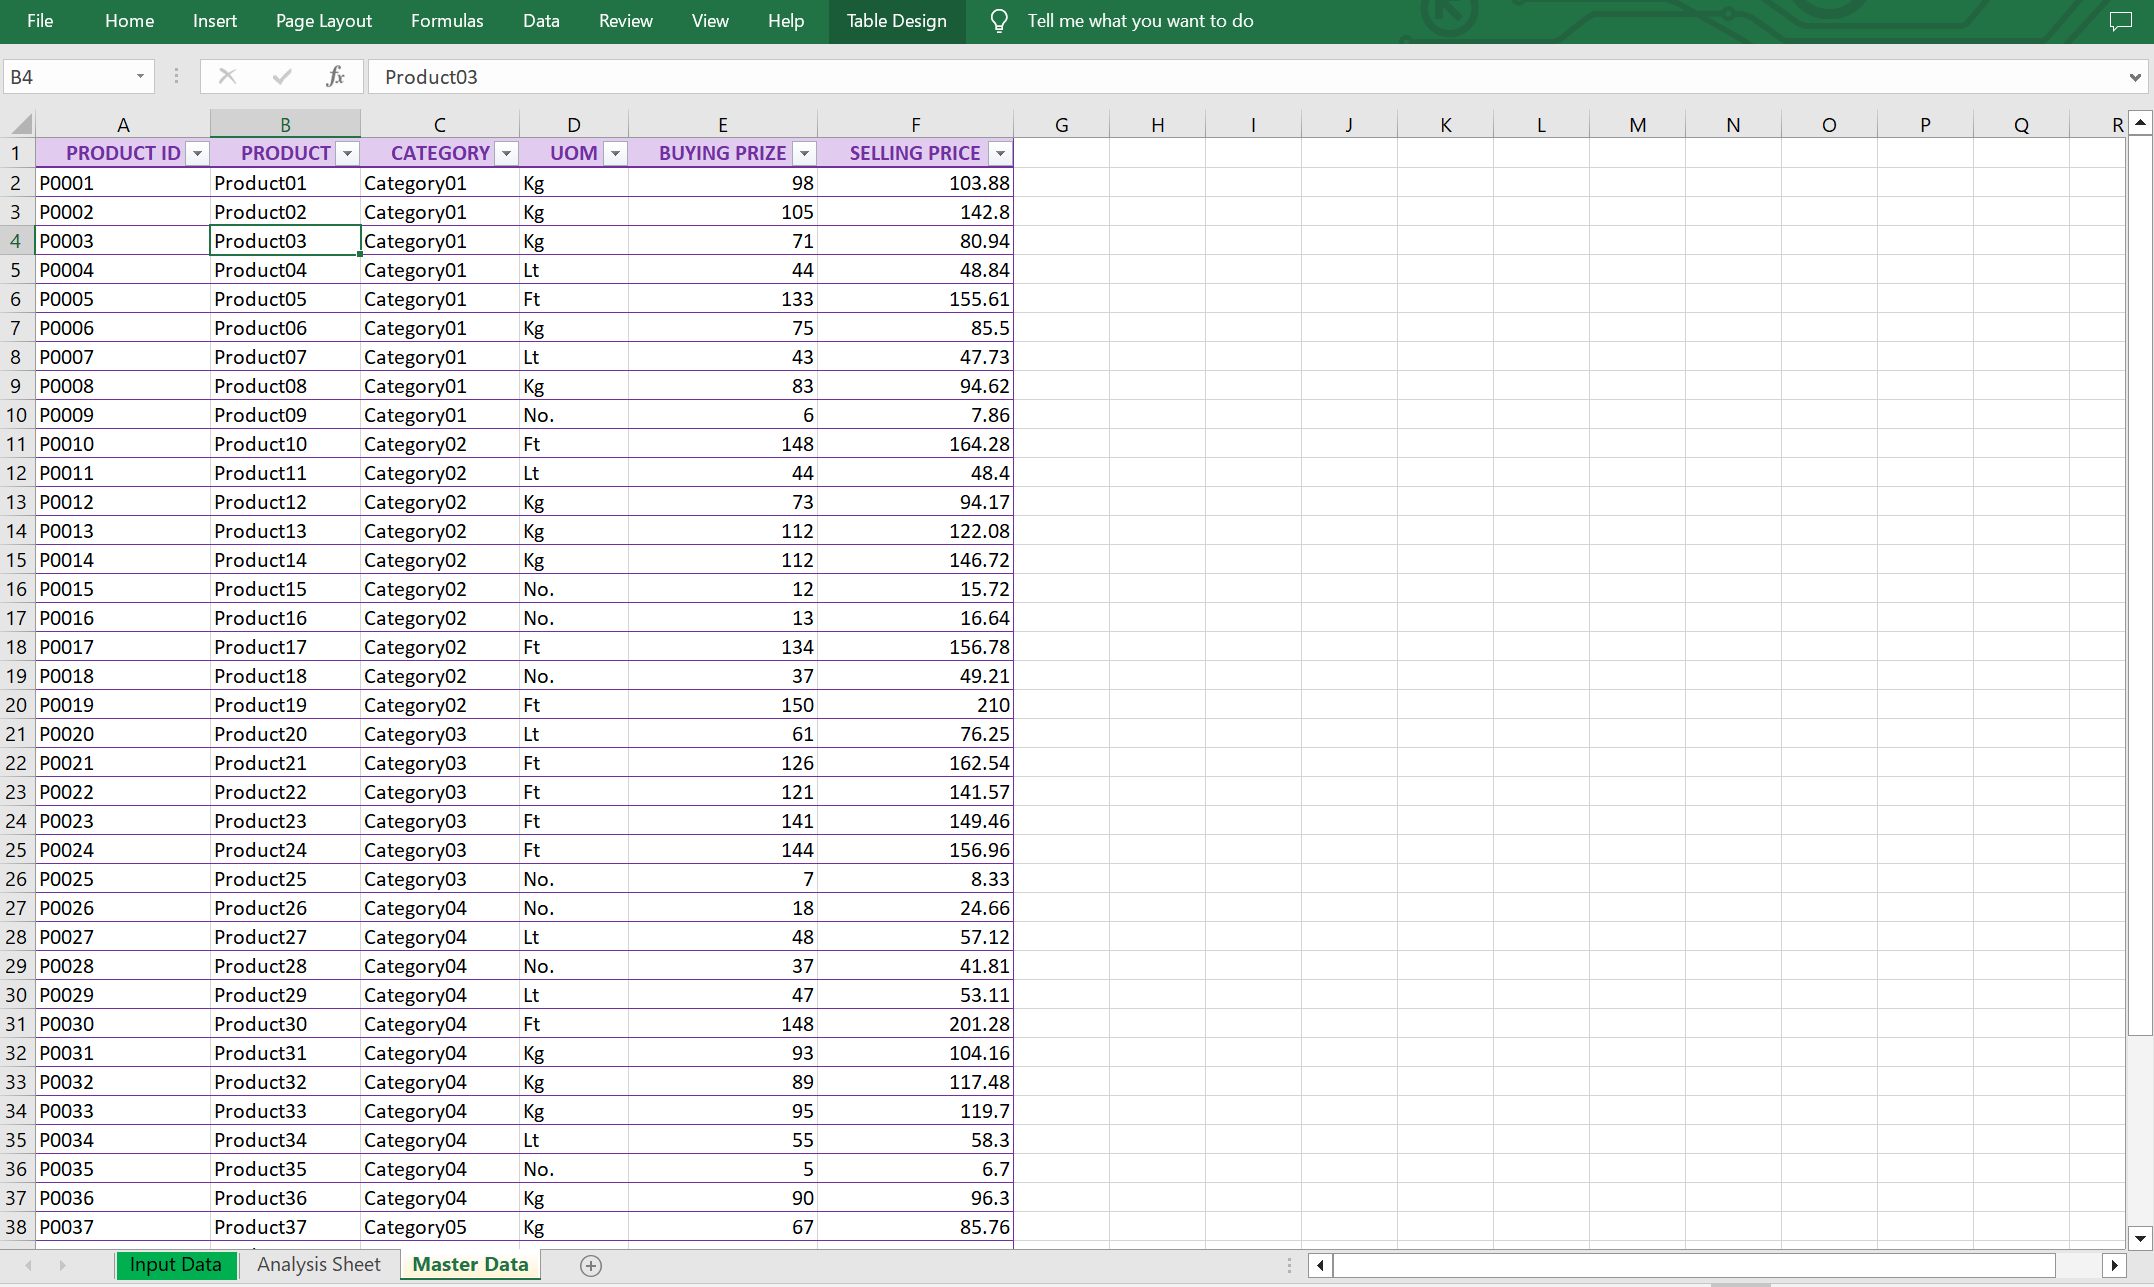 File Home Insert Page Layout Formulas Data Review View Help Table Design Tell me what you want to do
B4 fx Product03
A B C D E F G H I J K L M N O P Q R
1 PRODUCT ID PRODUCT CATEGORY UOM BUYING PRIZE SELLING PRICE
2 P0001 Product01 Category01 Kg 98 103.88
3 P0002 Product02 Category01 Kg 105 142.8
4 P0003 Product03 Category01 Kg 71 80.94
5 P0004 Product04 Category01 Lt 44 48.84
6 P0005 Product05 Category01 Ft 133 155.61
7 P0006 Product06 Category01 Kg 75 85.5
8 P0007 Product07 Category01 Lt 43 47.73
9 P0008 Product08 Category01 Kg 83 94.62
10 P0009 Product09 Category01 No. 6 7.86
11 P0010 Product10 Category02 Ft 148 164.28
12 P0011 Product11 Category02 Lt 44 48.4
13 P0012 Product12 Category02 Kg 73 94.17
14 P0013 Product13 Category02 Kg 112 122.08
15 P0014 Product14 Category02 Kg 112 146.72
16 P0015 Product15 Category02 No. 12 15.72
17 P0016 Product16 Category02 No. 13 16.64
18 P0017 Product17 Category02 Ft 134 156.78
19 P0018 Product18 Category02 No. 37 49.21
20 P0019 Product19 Category02 Ft 150 210
21 P0020 Product20 Category03 Lt 61 76.25
22 P0021 Product21 Category03 Ft 126 162.54
23 P0022 Product22 Category03 Ft 121 141.57
24 P0023 Product23 Category03 Ft 141 149.46
25 P0024 Product24 Category03 Ft 144 156.96
26 P0025 Product25 Category03 No. 7 8.33
27 P0026 Product26 Category04 No. 18 24.66
28 P0027 Product27 Category04 Lt 48 57.12
29 P0028 Product28 Category04 No. 37 41.81
30 P0029 Product29 Category04 Lt 47 53.11
31 P0030 Product30 Category04 Ft 148 201.28
32 P0031 Product31 Category04 Kg 93 104.16
33 P0032 Product32 Category04 Kg 89 117.48
34 P0033 Product33 Category04 Kg 95 119.7
35 P0034 Product34 Category04 Lt 55 58.3
36 P0035 Product35 Category04 No. 5 6.7
37 P0036 Product36 Category04 Kg 90 96.3
38 P0037 Product37 Category05 Kg 67 85.76
Input Data Analysis Sheet Master Data